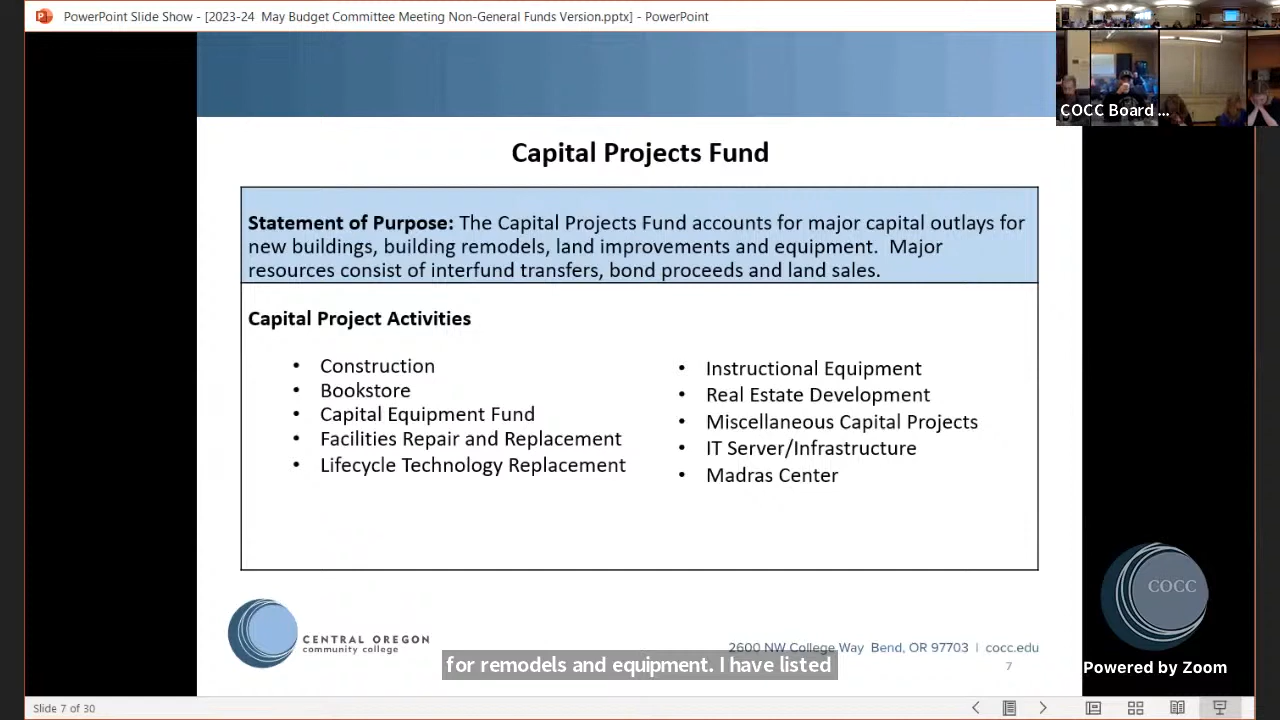 PowerPoint Slide Show - [2023-24  May Budget Committee Meeting Non-General Funds Version.pptx] - PowerPoint
COCC Board ...
Capital Projects Fund
Statement of Purpose: The Capital Projects Fund accounts for major capital outlays for
new buildings, building remodels, land improvements and equipment.  Major
resources consist of interfund transfers, bond proceeds and land sales.
Capital Project Activities
• Construction
• Bookstore
• Capital Equipment Fund
• Facilities Repair and Replacement
• Lifecycle Technology Replacement
• Instructional Equipment
• Real Estate Development
• Miscellaneous Capital Projects
• IT Server/Infrastructure
• Madras Center
COCC
CENTRAL OREGON
community college
2600 NW College Way  Bend, OR 97703 | cocc.edu
for remodels and equipment. I have listed
7
Powered by Zoom
Slide 7 of 30